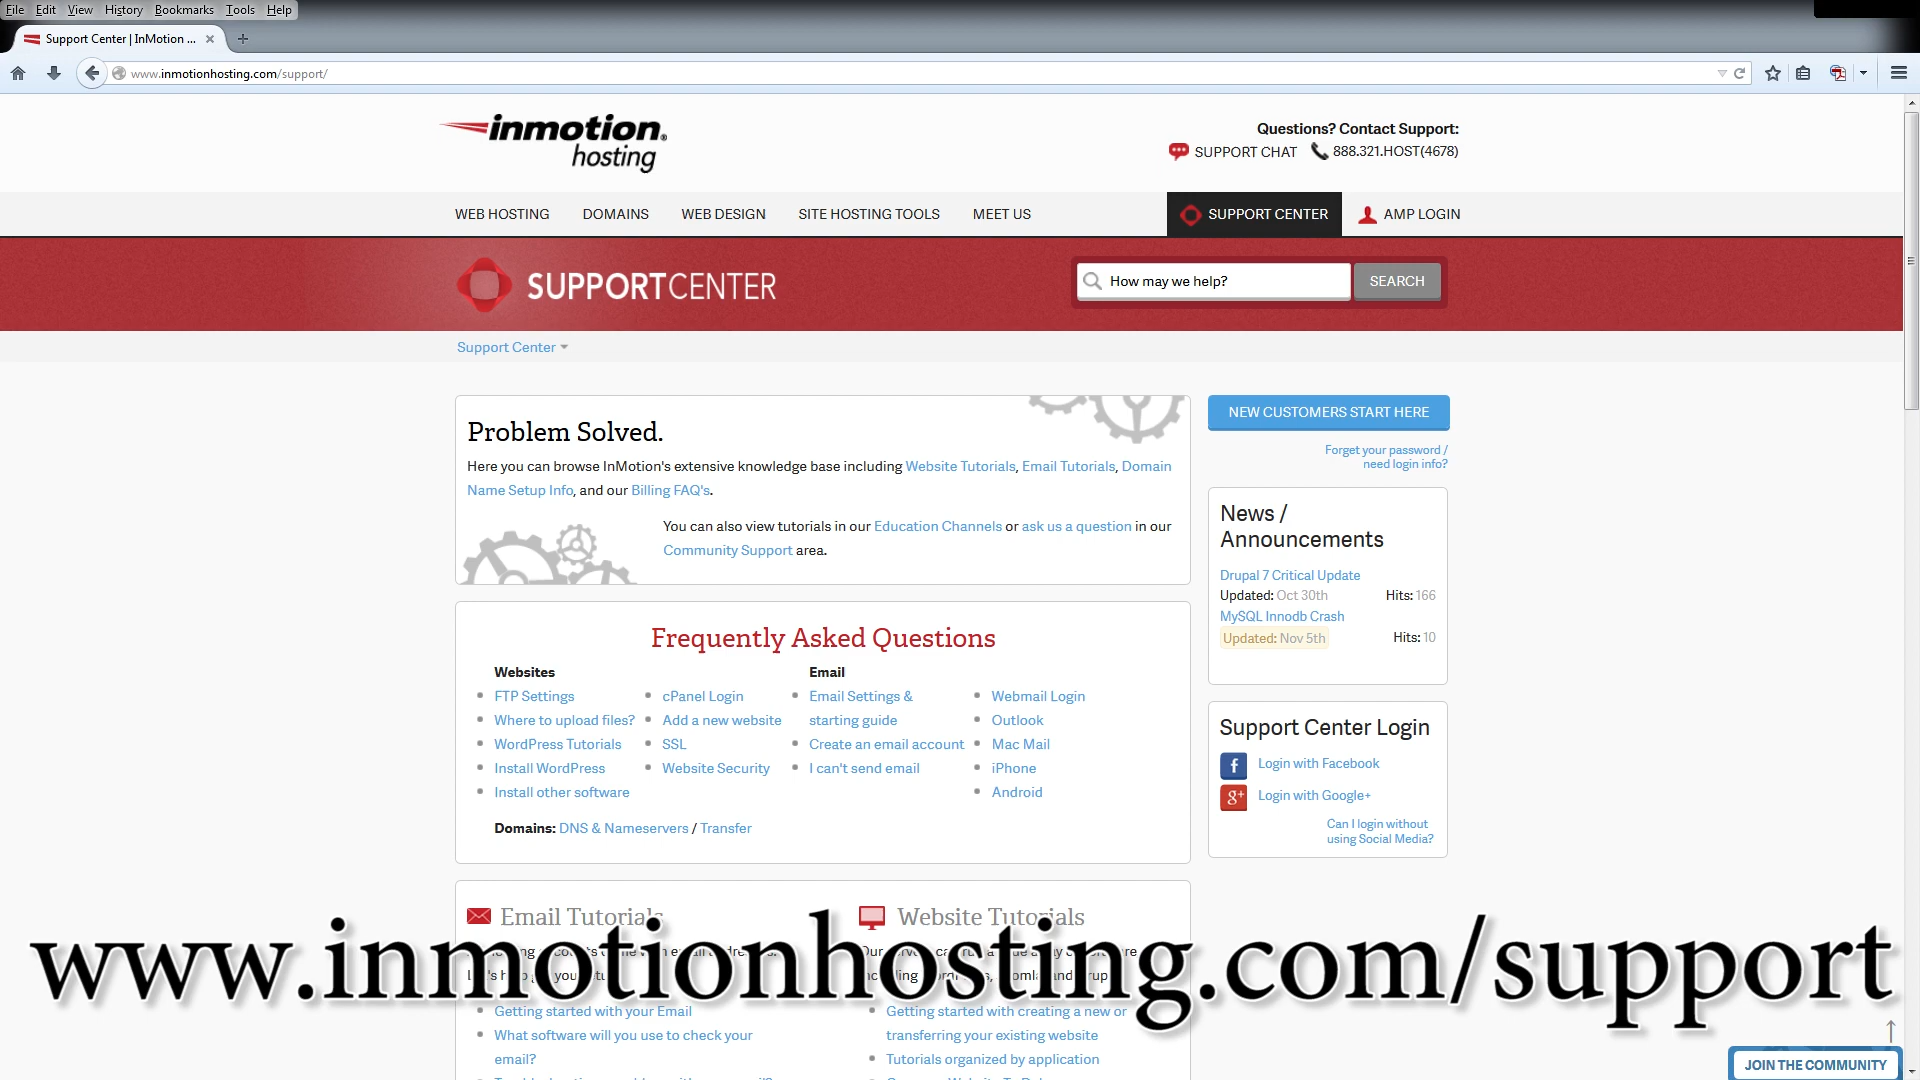 File Edit View History Bookmarks Tools Help
Support Center | InMotion ...
www.inmotionhosting.com/support/
inmotion®
hosting
Questions? Contact Support:
SUPPORT CHAT 888.321.HOST(4678)
WEB HOSTING DOMAINS WEB DESIGN SITE HOSTING TOOLS MEET US SUPPORT CENTER AMP LOGIN
SUPPORTCENTER
How may we help? SEARCH
Support Center
Problem Solved.
Here you can browse InMotion's extensive knowledge base including Website Tutorials, Email Tutorials, Domain
Name Setup Info, and our Billing FAQ's.
You can also view tutorials in our Education Channels or ask us a question in our
Community Support area.
NEW CUSTOMERS START HERE
Forget your password /
need login info?
News /
Announcements
Drupal 7 Critical Update
Updated: Oct 30th Hits: 166
MySQL Innodb Crash
Updated: Nov 5th Hits: 10
Frequently Asked Questions
Websites
FTP Settings
Where to upload files?
WordPress Tutorials
Install WordPress
Install other software
cPanel Login
Add a new website
SSL
Website Security
Email
Email Settings &
starting guide
Create an email account
I can't send email
Webmail Login
Outlook
Mac Mail
iPhone
Android
Domains: DNS & Nameservers / Transfer
Support Center Login
f Login with Facebook
g+ Login with Google+
Can I login without
using Social Media?
Email Tutorials
Website Tutorials
www.inmotionhosting.com/support
Getting started with your Email
What software will you use to check your
email?
Getting started with creating a new or
transferring your existing website
Tutorials organized by application
JOIN THE COMMUNITY